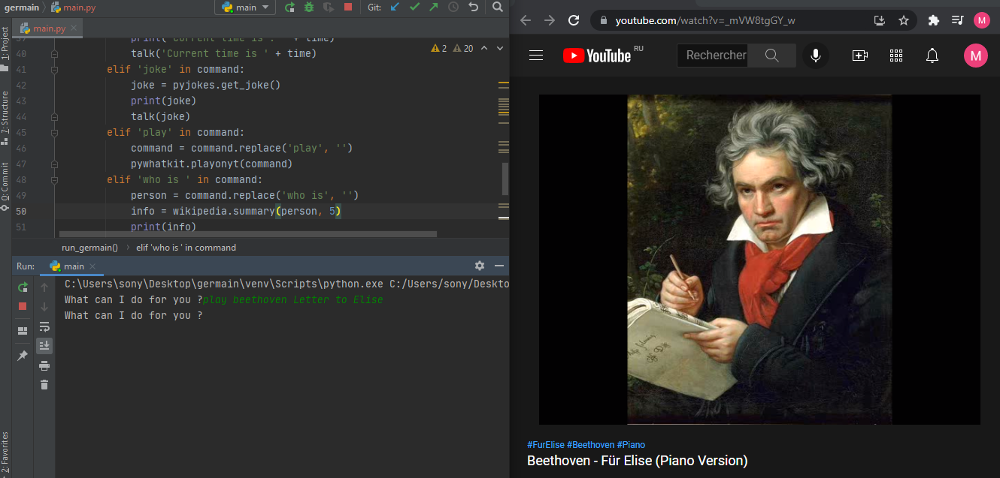 germain main.py main Git:
main.py
1: Project
7: Structure
0: Commit
2: Favorites
2 20
39 print('Current time is : ' + time)
40 talk('Current time is ' + time)
41 elif 'joke' in command:
42 joke = pyjokes.get_joke()
43 print(joke)
44 talk(joke)
45 elif 'play' in command:
46 command = command.replace('play', '')
47 pywhatkit.playonyt(command)
48 elif 'who is ' in command:
49 person = command.replace('who is', '')
50 info = wikipedia.summary(person, 5)
51 print(info)
run_germain() elif 'who is ' in command
Run: main
C:\Users\sony\Desktop\germain\venv\Scripts\python.exe C:/Users/sony/Deskto
What can I do for you ?play beethoven Letter to Elise
What can I do for you ?
youtube.com/watch?v=_mVW8tgGY_w
M
YouTube RU
Rechercher
M
#FurElise #Beethoven #Piano
Beethoven - Für Elise (Piano Version)